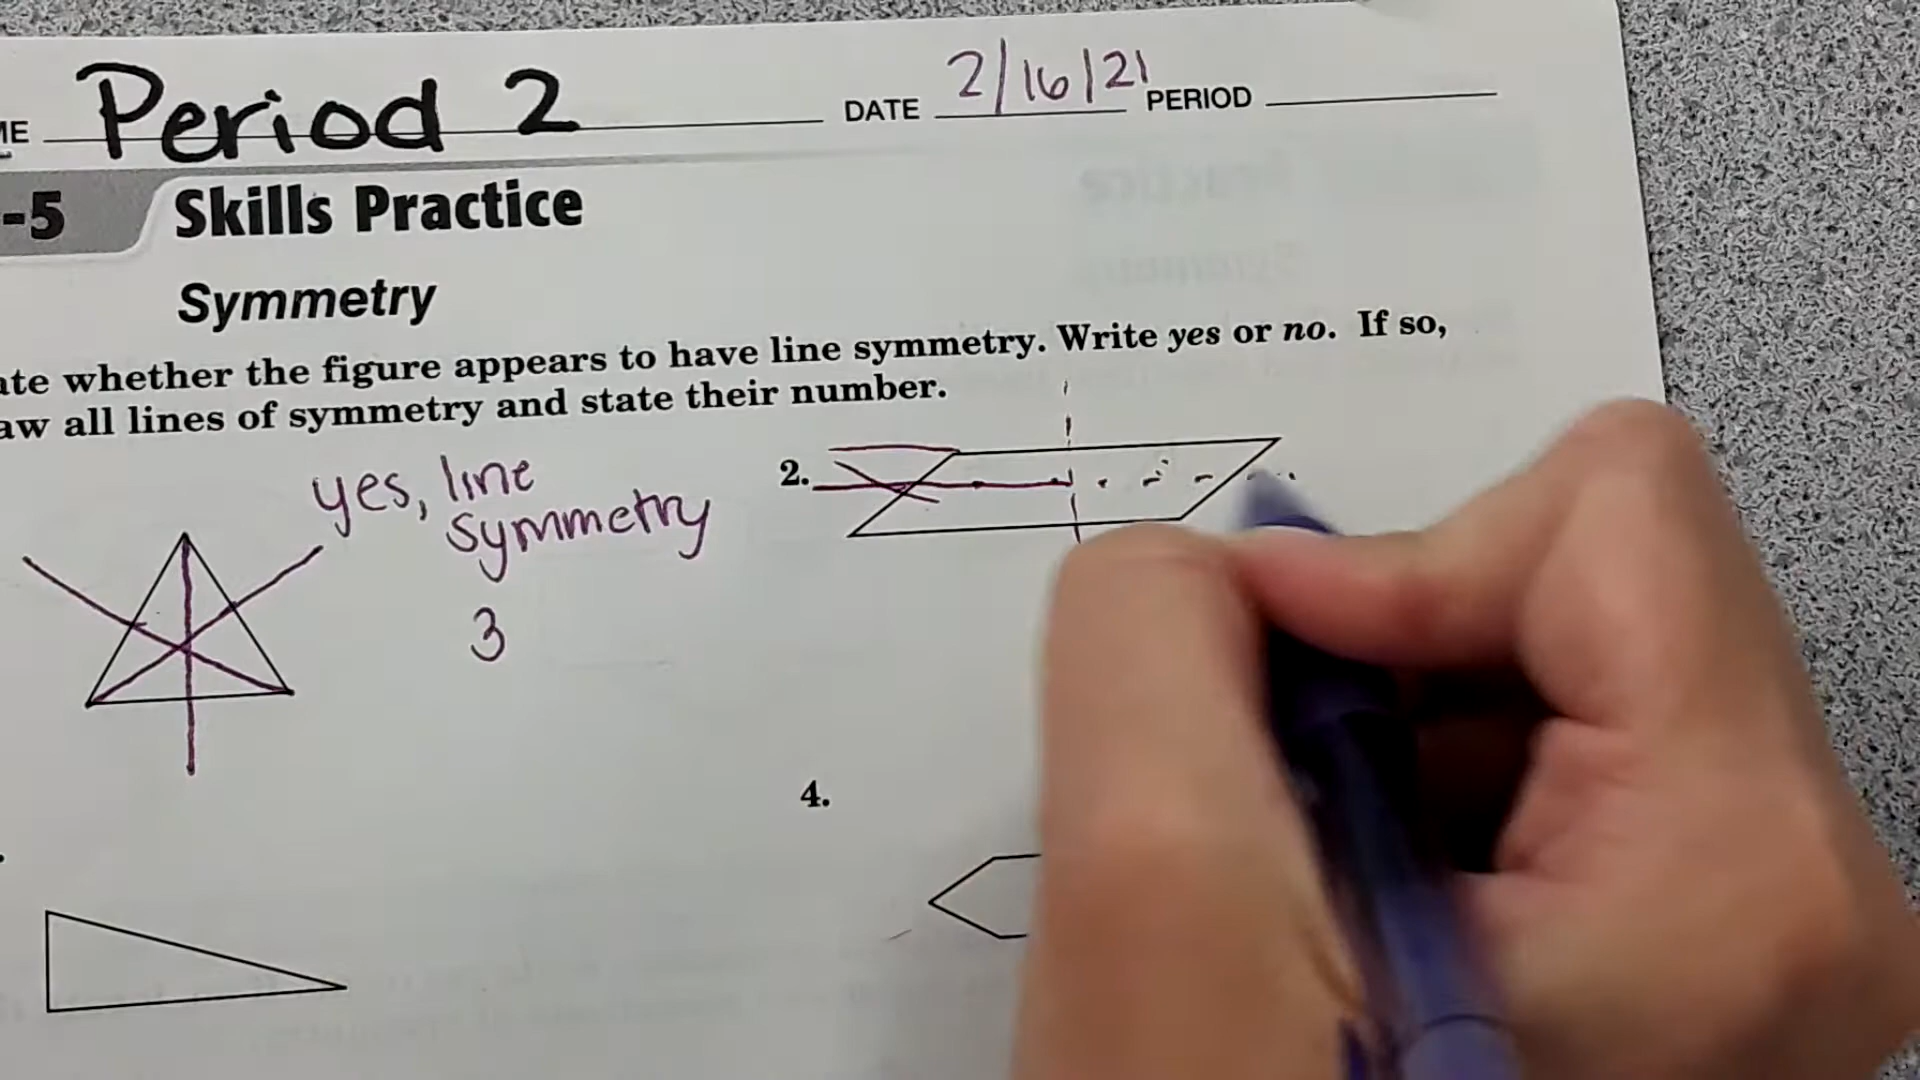 ME Period 2 DATE 2/16/21 PERIOD
-5 Skills Practice
Symmetry
ate whether the figure appears to have line symmetry. Write yes or no. If so,
aw all lines of symmetry and state their number.
yes, line
symmetry
3
2.
4.